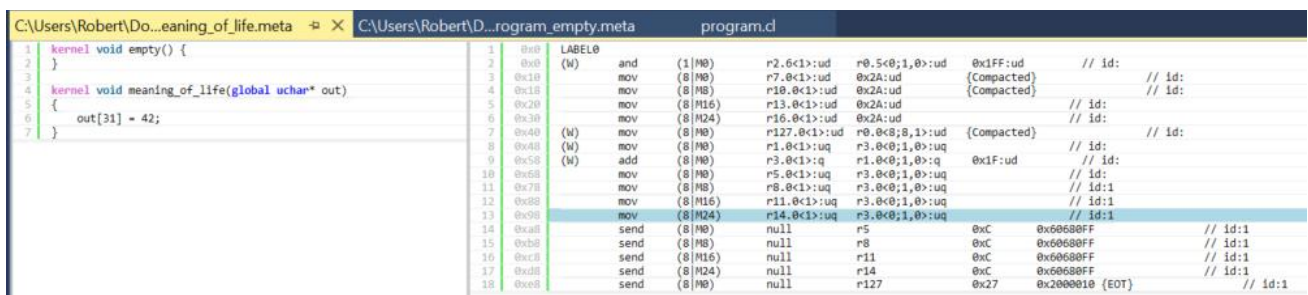 C:\Users\Robert\Do...eaning_of_life.meta C:\Users\Robert\D...rogram_empty.meta program.cl
1 kernel void empty() {
2 }
3
4 kernel void meaning_of_life(global uchar* out)
5 {
6 out[31] = 42;
7 }
1 0x0 LABEL0
2 0x0 (W) and (1|M0) r2.6<1>:ud r0.5<0;1,0>:ud 0x1FF:ud // id:
3 0x10 mov (8|M0) r7.0<1>:ud 0x2A:ud {Compacted} // id:
4 0x18 mov (8|M8) r10.0<1>:ud 0x2A:ud {Compacted} // id:
5 0x20 mov (8|M16) r13.0<1>:ud 0x2A:ud // id:
6 0x30 mov (8|M24) r16.0<1>:ud 0x2A:ud // id:
7 0x40 (W) mov (8|M0) r127.0<1>:ud r0.0<8;8,1>:ud {Compacted} // id:
8 0x48 (W) mov (8|M0) r1.0<1>:uq r3.0<0;1,0>:uq // id:
9 0x58 (W) add (8|M0) r3.0<1>:q r1.0<0;1,0>:q 0x1F:ud // id:
10 0x68 mov (8|M0) r5.0<1>:uq r3.0<0;1,0>:uq // id:
11 0x78 mov (8|M8) r8.0<1>:uq r3.0<0;1,0>:uq // id:1
12 0x88 mov (8|M16) r11.0<1>:uq r3.0<0;1,0>:uq // id:1
13 0x98 mov (8|M24) r14.0<1>:uq r3.0<0;1,0>:uq // id:1
14 0xa8 send (8|M0) null r5 0xC 0x60680FF // id:1
15 0xb8 send (8|M8) null r8 0xC 0x60680FF // id:1
16 0xc8 send (8|M16) null r11 0xC 0x60680FF // id:1
17 0xd8 send (8|M24) null r14 0xC 0x60680FF // id:1
18 0xe8 send (8|M0) null r127 0x27 0x2000010 {EOT} // id:1